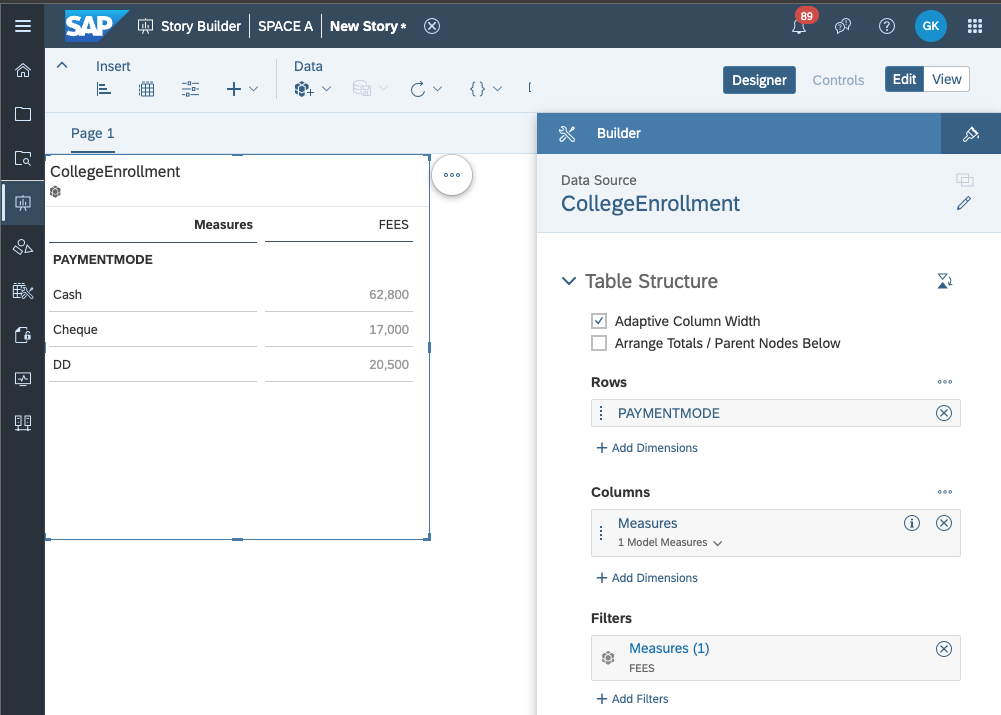 SAP Story Builder SPACE A New Story * 89 GK
Insert Data
Designer Controls Edit View
Page 1
Builder
CollegeEnrollment
Data Source
CollegeEnrollment
Measures FEES
PAYMENTMODE
Cash 62,800
Cheque 17,000
DD 20,500
Table Structure
Adaptive Column Width
Arrange Totals / Parent Nodes Below
Rows
PAYMENTMODE
+ Add Dimensions
Columns
Measures
1 Model Measures
+ Add Dimensions
Filters
Measures (1)
FEES
+ Add Filters